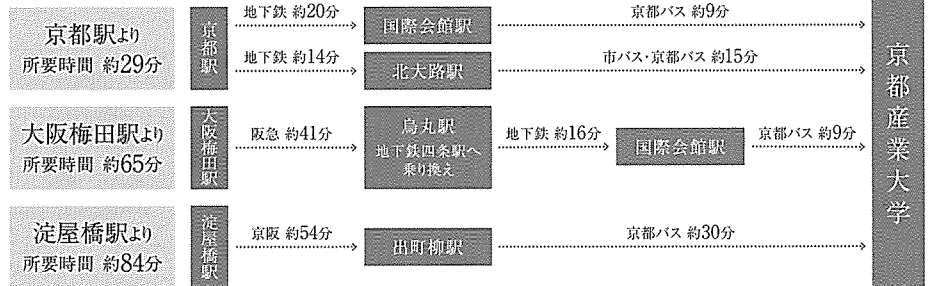 京都駅より
所要時間 約29分
京都駅
地下鉄 約20分
国際会館駅
京都バス 約9分
地下鉄 約14分
北大路駅
市バス・京都バス 約15分
大阪梅田駅より
所要時間 約65分
大阪梅田駅
阪急 約41分
烏丸駅
地下鉄四条駅へ
乗り換え
地下鉄 約16分
国際会館駅
京都バス 約9分
淀屋橋駅より
所要時間 約84分
淀屋橋駅
京阪 約54分
出町柳駅
京都バス 約30分
京都産業大学